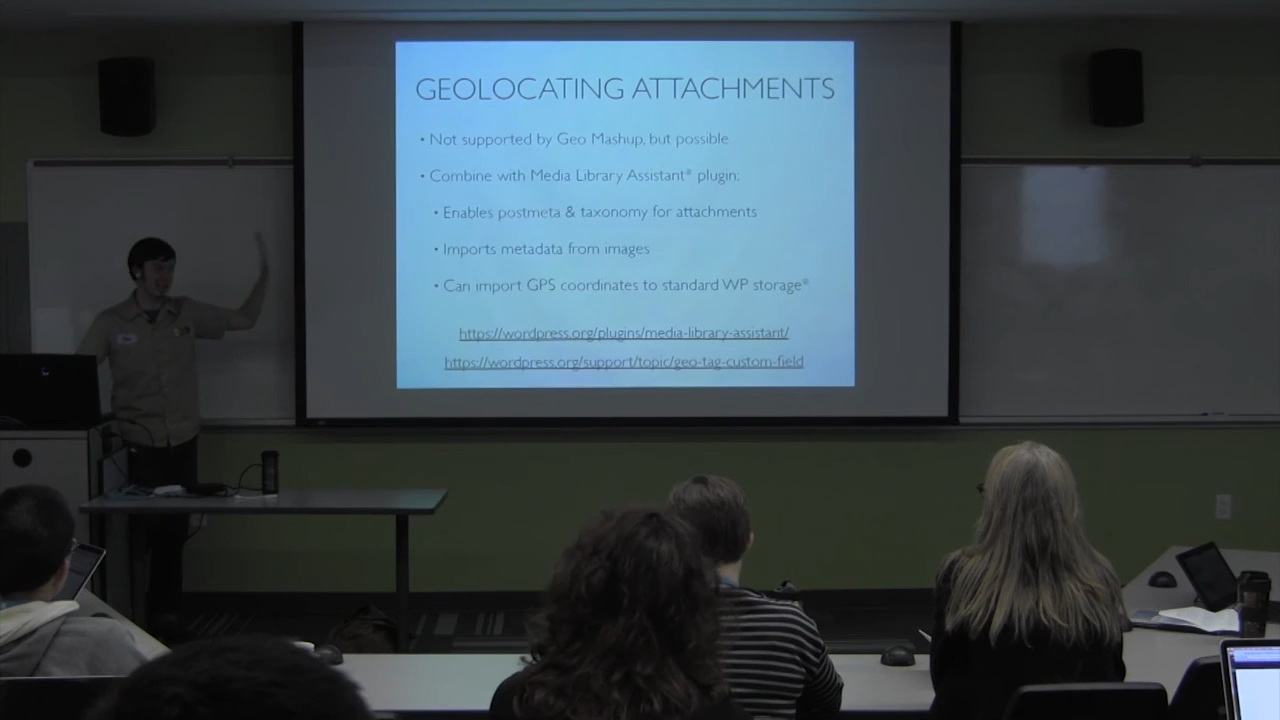 GEOLOCATING ATTACHMENTS
• Not supported by Geo Mashup, but possible
• Combine with Media Library Assistant* plugin:
• Enables postmeta & taxonomy for attachments
• Imports metadata from images
• Can import GPS coordinates to standard WP storage*
https://wordpress.org/plugins/media-library-assistant/
https://wordpress.org/support/topic/geo-tag-custom-field